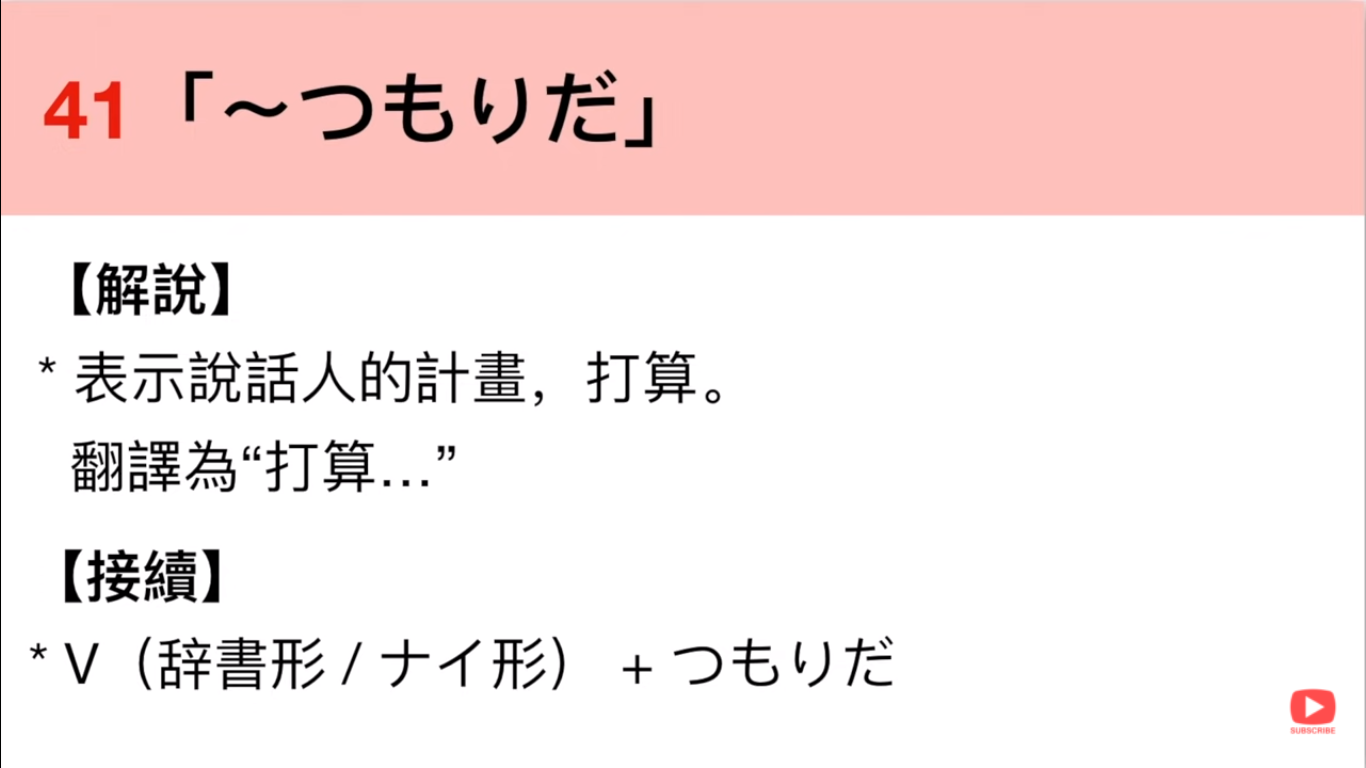 41「～つもりだ」
【解說】
* 表示說話人的計畫，打算。
翻譯為“打算…”
【接續】
* V（辞書形 / ナイ形） + つもりだ
SUBSCRIBE